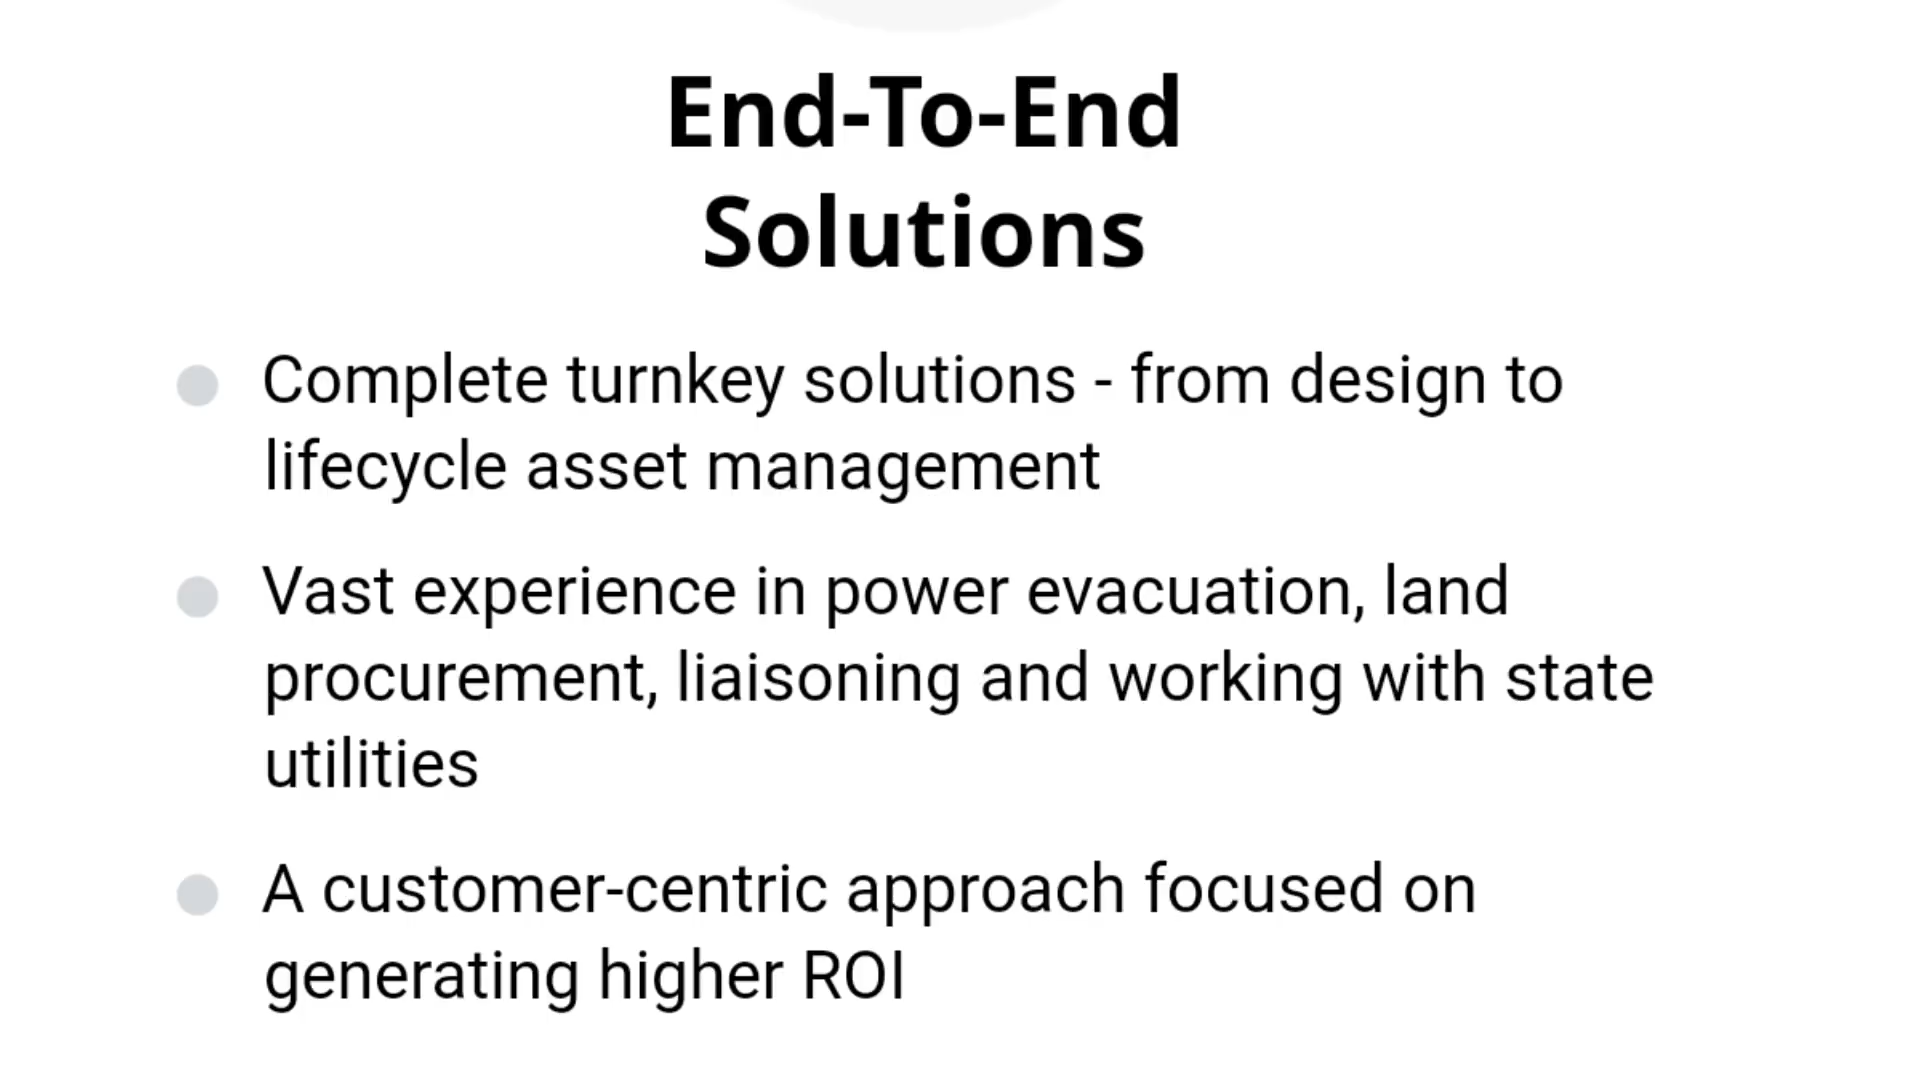 End-To-End
Solutions
Complete turnkey solutions - from design to
lifecycle asset management
Vast experience in power evacuation, land
procurement, liaisoning and working with state
utilities
A customer-centric approach focused on
generating higher ROI